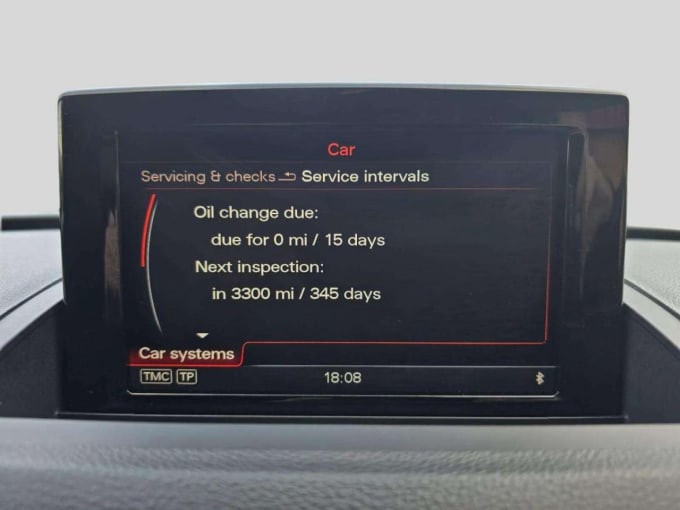 Car
Servicing & checks Service intervals
Oil change due:
due for 0 mi / 15 days
Next inspection:
in 3300 mi / 345 days
Car systems
TMC TP 18:08